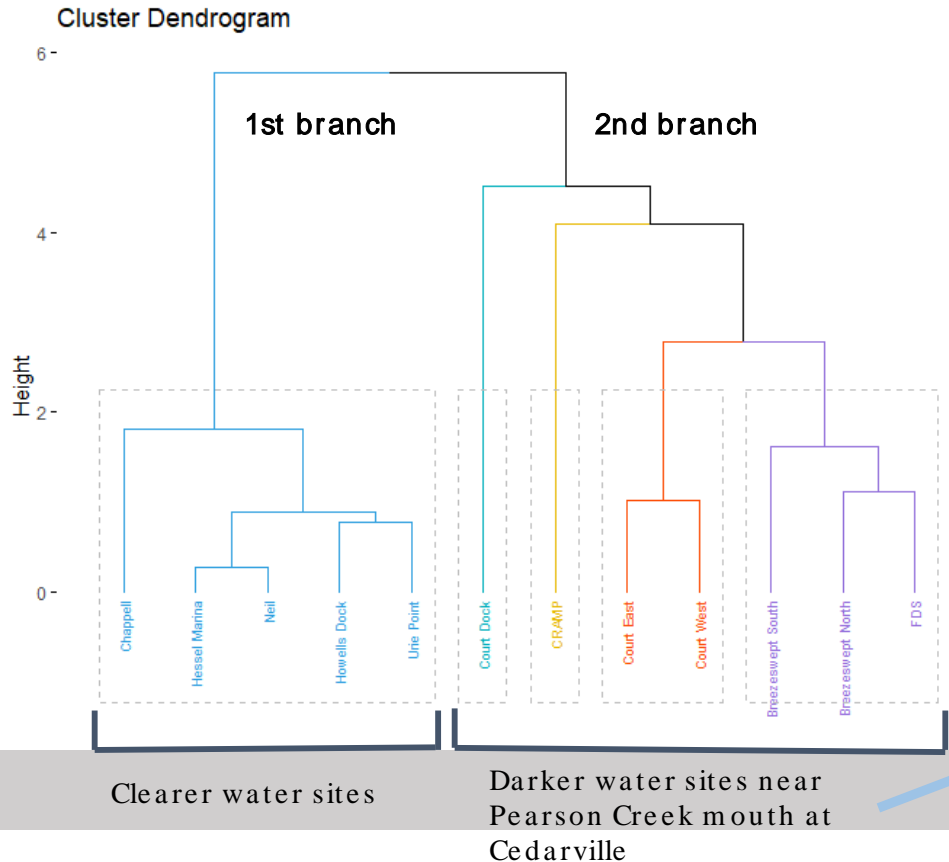 Cluster Dendrogram
6
1st branch
2nd branch
4
Height
2
0
Chappell
Hessel Marina
Neil
Howells Dock
Urie Point
Court Dock
CRAMP
Court East
Court West
Breezeswept South
Breezeswept North
FDS
Clearer water sites
Darker water sites near
Pearson Creek mouth at
Cedarville